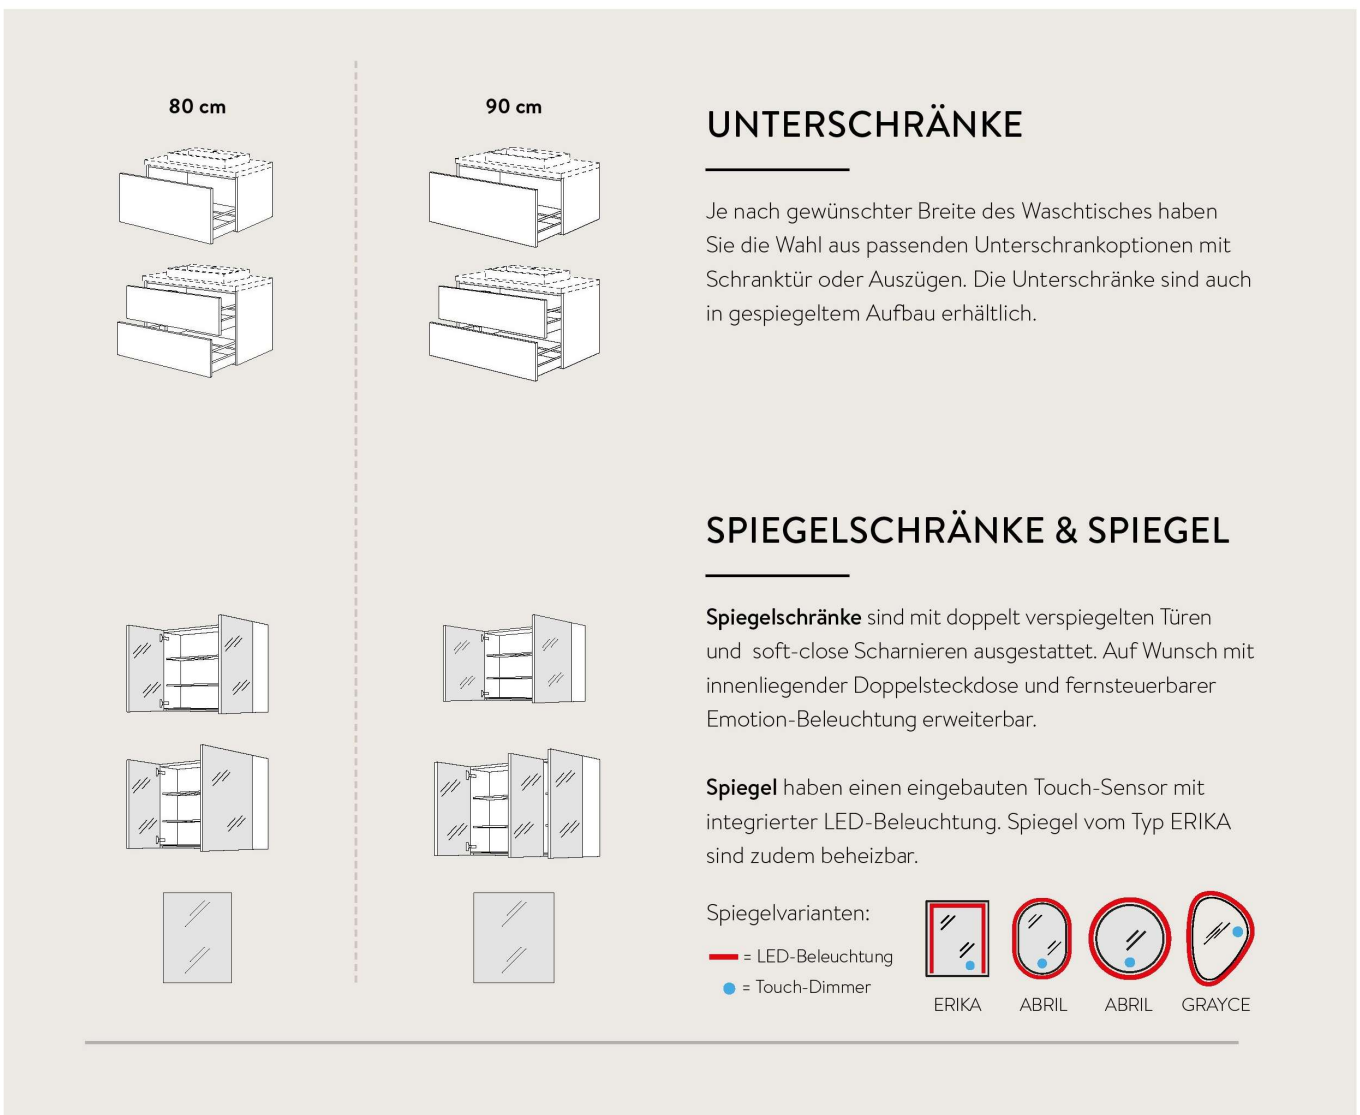 80 cm
90 cm
UNTERSCHRÄNKE
Je nach gewünschter Breite des Waschtisches haben
Sie die Wahl aus passenden Unterschrankoptionen mit
Schranktür oder Auszügen. Die Unterschränke sind auch
in gespiegeltem Aufbau erhältlich.
SPIEGELSCHRÄNKE & SPIEGEL
Spiegelschränke sind mit doppelt verspiegelten Türen
und soft-close Scharnieren ausgestattet. Auf Wunsch mit
innenliegender Doppelsteckdose und fernsteuerbarer
Emotion-Beleuchtung erweiterbar.
Spiegel haben einen eingebauten Touch-Sensor mit
integrierter LED-Beleuchtung. Spiegel vom Typ ERIKA
sind zudem beheizbar.
Spiegelvarianten:
= LED-Beleuchtung
= Touch-Dimmer
ERIKA
ABRIL
ABRIL
GRAYCE